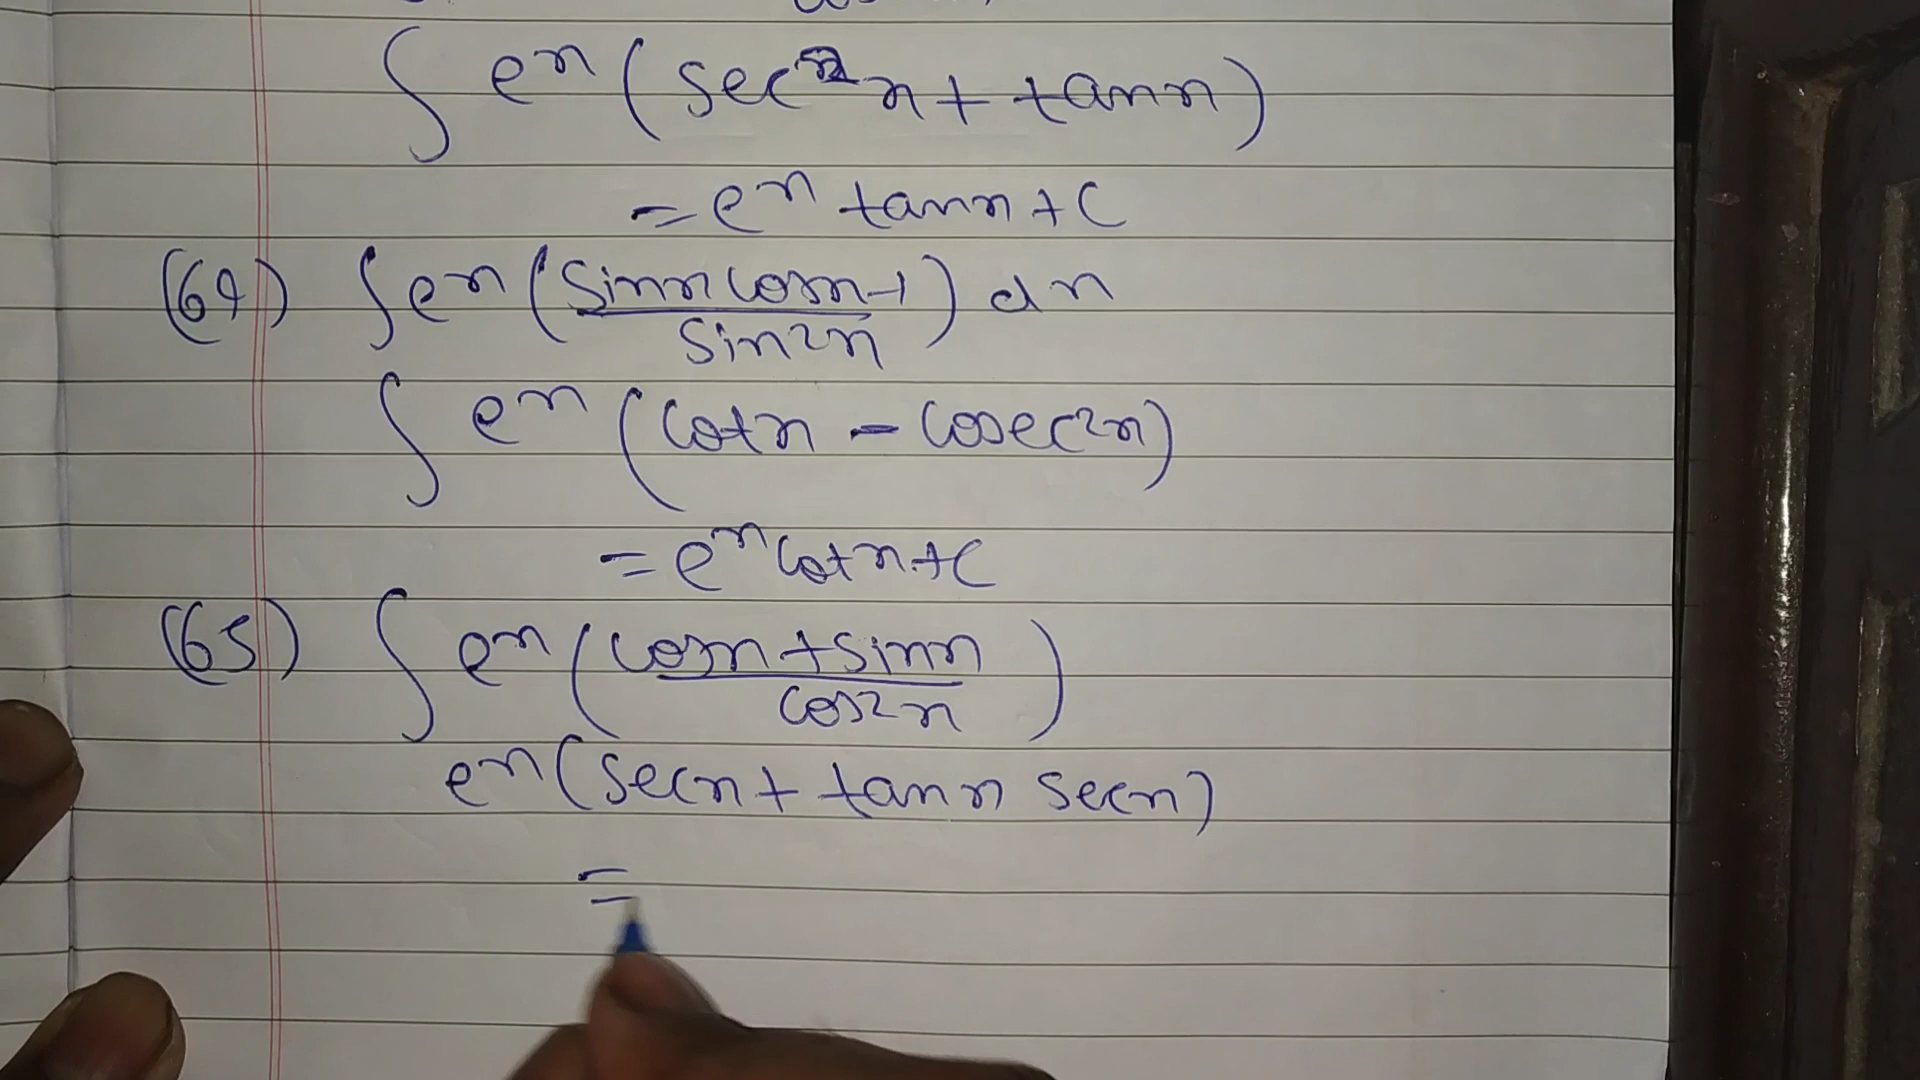 ∫ eˣ (sec²x + tanx)
= eˣ tanx + C
(64) ∫ eˣ (sinx cosx-1 / sin²x) dx
∫ eˣ (cotx - cosec²x)
= eˣ cotx + C
(65) ∫ eˣ (cosx + sinx / cos²x)
eˣ (secx + tanx secx)
=